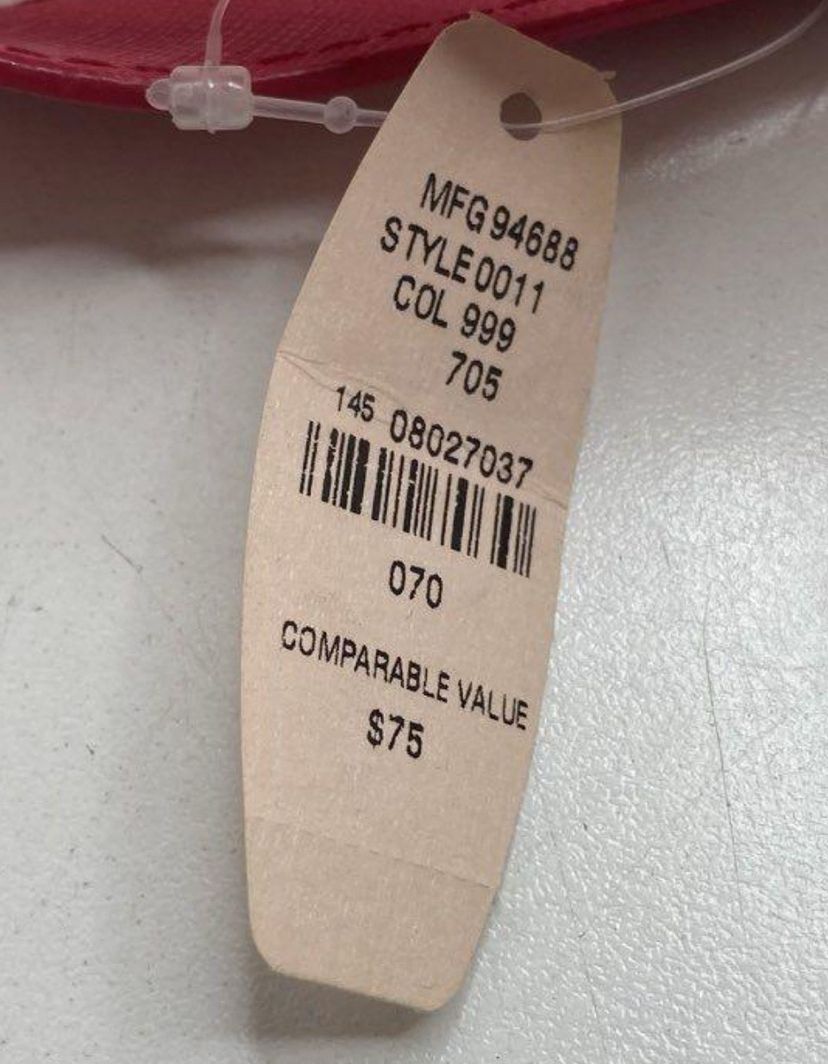 MFG 94688
STYLE 0011
COL 999
705
145 08027037
070
COMPARABLE VALUE
$75